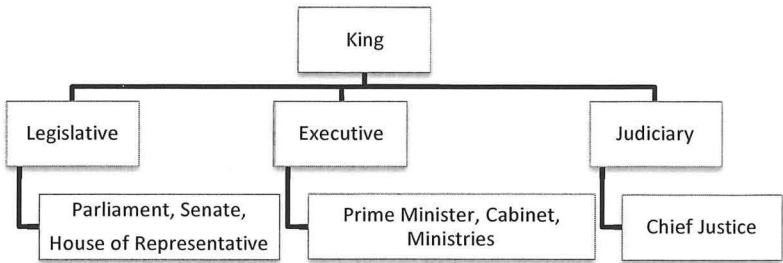 King
Legislative
Executive
Judiciary
Parliament, Senate,
House of Representative
Prime Minister, Cabinet,
Ministries
Chief Justice